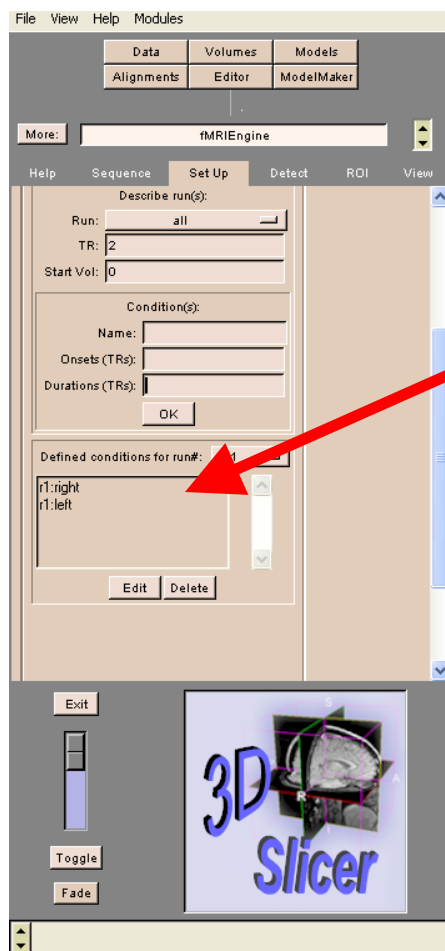 File View Help Modules
Data Volumes Models
Alignments Editor ModelMaker
More: fMRIEngine
Help Sequence Set Up Detect ROI View
Describe run(s):
Run: all
TR: 2
Start Vol: 0
Condition(s):
Name:
Onsets (TRs):
Durations (TRs):
OK
Defined conditions for run#: 1
r1:right
r1:left
Edit Delete
Exit
Toggle
Fade
S
A
R
I
3D
Slicer